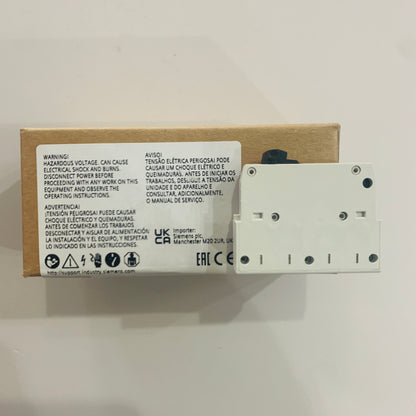 WARNING!
HAZARDOUS VOLTAGE. CAN CAUSE
ELECTRICAL SHOCK AND BURNS.
DISCONNECT POWER BEFORE
PROCEEDING WITH ANY WORK ON THIS
EQUIPMENT AND OBSERVE THE
OPERATING INSTRUCTIONS.
ADVERTENCIA!
¡TENSIÓN PELIGROSA! PUEDE CAUSAR
CHOQUE ELÉCTRICO Y QUEMADURAS.
ANTES DE COMENZAR LOS TRABAJOS
DESCONECTAR Y AISLAR DE ALIMENTACIÓN
LA INSTALACIÓN Y EL EQUIPO, Y RESPETAR
LO INDICADO EN LAS INSTRUCCIONES.
http://support.industry.siemens.com
AVISO!
TENSÃO ELÉTRICA PERIGOSA! PODE
CAUSAR UM CHOQUE ELÉTRICO E
QUEIMADURAS. ANTES DE INICIAR OS
TRABALHOS, DESLIGUE A TENSÃO DA
UNIDADE E DO APARELHO E
CONSULTAR, ADICIONALMENTE,
O MANUAL DE SERVIÇO.
UK
CA
Importer:
Siemens plc,
Manchester M20 2UR, UK
EAC CE